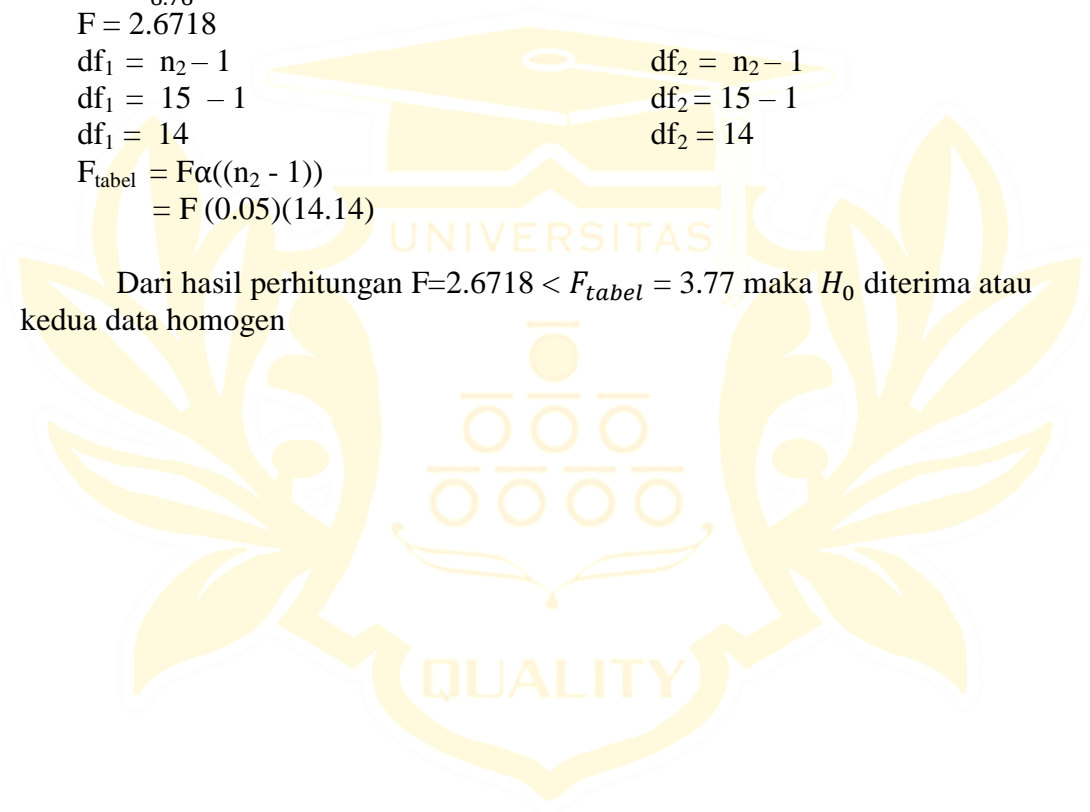 F = 2.6718
df₁ = n₂ – 1 df₂ = n₂ – 1
df₁ = 15 – 1 df₂ = 15 – 1
df₁ = 14 df₂ = 14
Fₜₐbₑₗ = Fα((n₂ - 1))
= F (0.05)(14.14)
UNIVERSITAS
Dari hasil perhitungan F=2.6718 < 𝐹𝑡𝑎𝑏𝑒𝑙 = 3.77 maka 𝐻₀ diterima atau
kedua data homogen
QUALITY